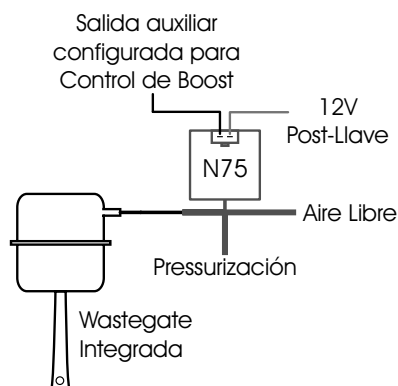 Salida auxiliar
configurada para
Control de Boost
12V
Post-Llave
N75
Aire Libre
Pressurización
Wastegate
Integrada